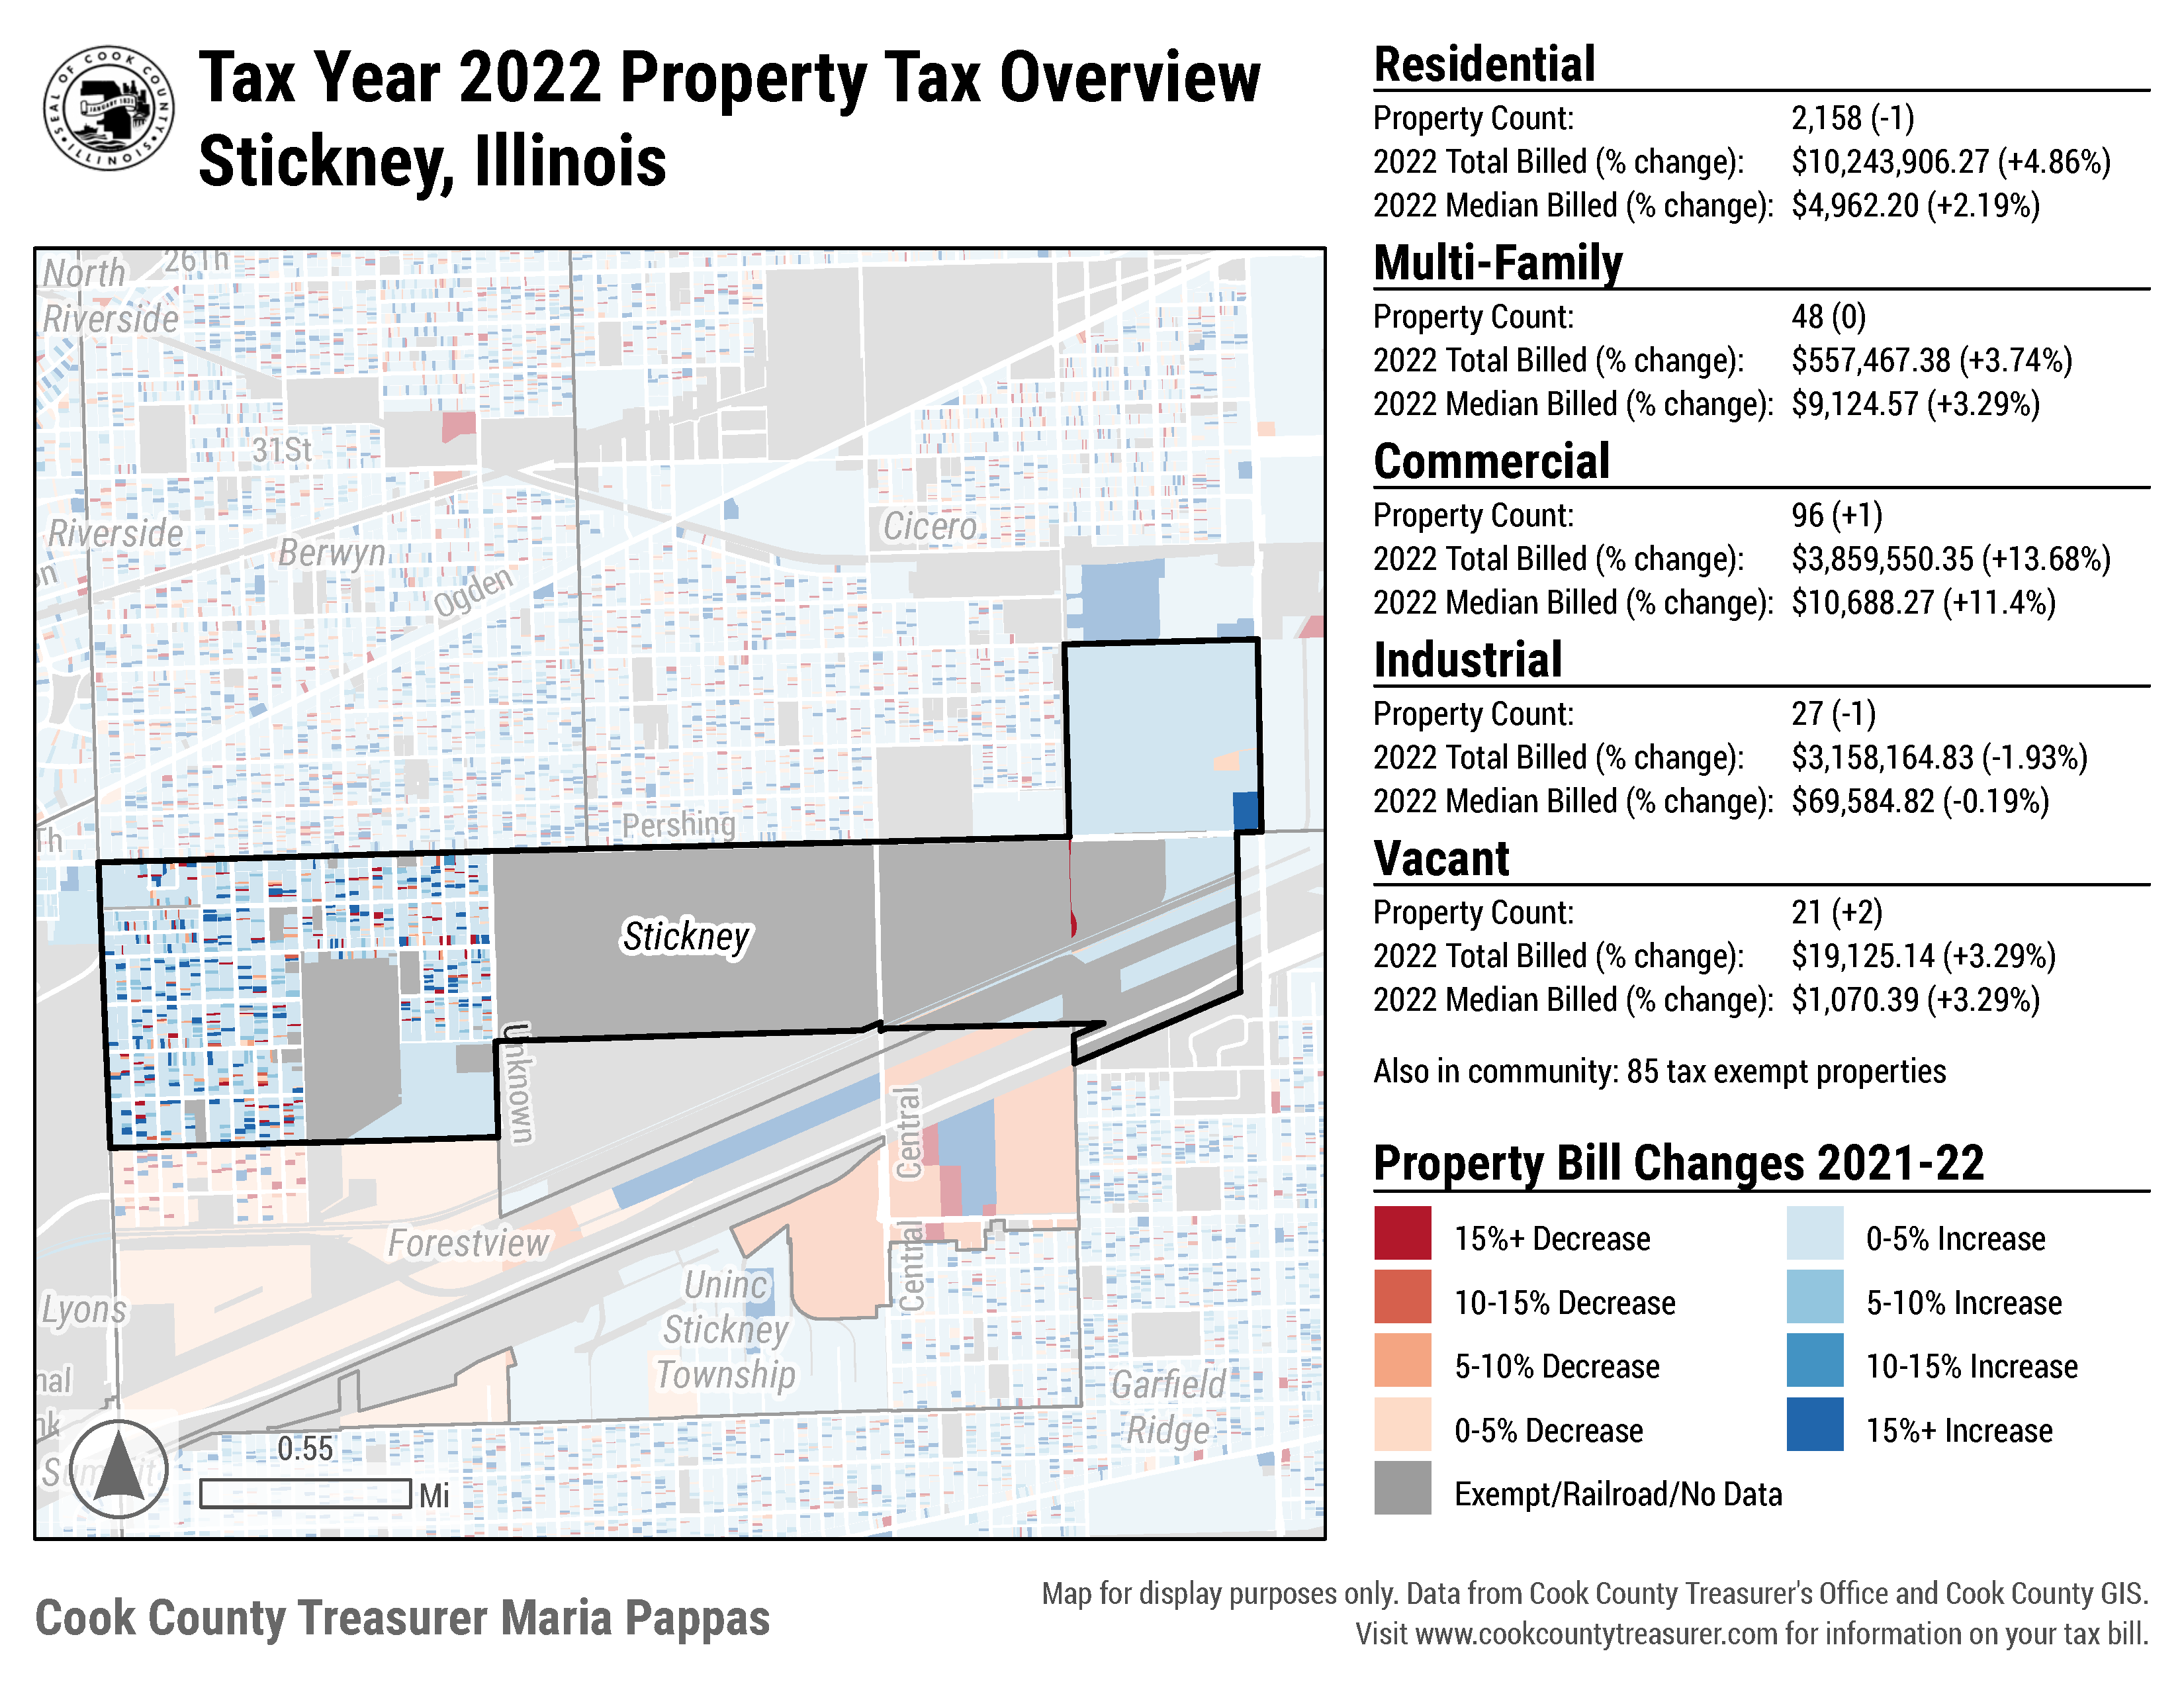 Tax Year 2022 Property Tax Overview
Stickney, Illinois
SEAL OF COOK COUNTY
ILLINOIS
JANUARY 1831
Residential
Property Count: 2,158 (-1)
2022 Total Billed (% change): $10,243,906.27 (+4.86%)
2022 Median Billed (% change): $4,962.20 (+2.19%)
Multi-Family
Property Count: 48 (0)
2022 Total Billed (% change): $557,467.38 (+3.74%)
2022 Median Billed (% change): $9,124.57 (+3.29%)
Commercial
Property Count: 96 (+1)
2022 Total Billed (% change): $3,859,550.35 (+13.68%)
2022 Median Billed (% change): $10,688.27 (+11.4%)
Industrial
Property Count: 27 (-1)
2022 Total Billed (% change): $3,158,164.83 (-1.93%)
2022 Median Billed (% change): $69,584.82 (-0.19%)
Vacant
Property Count: 21 (+2)
2022 Total Billed (% change): $19,125.14 (+3.29%)
2022 Median Billed (% change): $1,070.39 (+3.29%)
Also in community: 85 tax exempt properties
Property Bill Changes 2021-22
15%+ Decrease
0-5% Increase
10-15% Decrease
5-10% Increase
5-10% Decrease
10-15% Increase
0-5% Decrease
15%+ Increase
Exempt/Railroad/No Data
North
Riverside
26Th
31St
Riverside
Berwyn
Ogden
Cicero
Pershing
Th
Stickney
Unknown
Central
Central
Forestview
Uninc
Stickney
Township
Lyons
nal
nk
Summit
Garfield
Ridge
0.55
Mi
Cook County Treasurer Maria Pappas
Map for display purposes only. Data from Cook County Treasurer's Office and Cook County GIS.
Visit www.cookcountytreasurer.com for information on your tax bill.